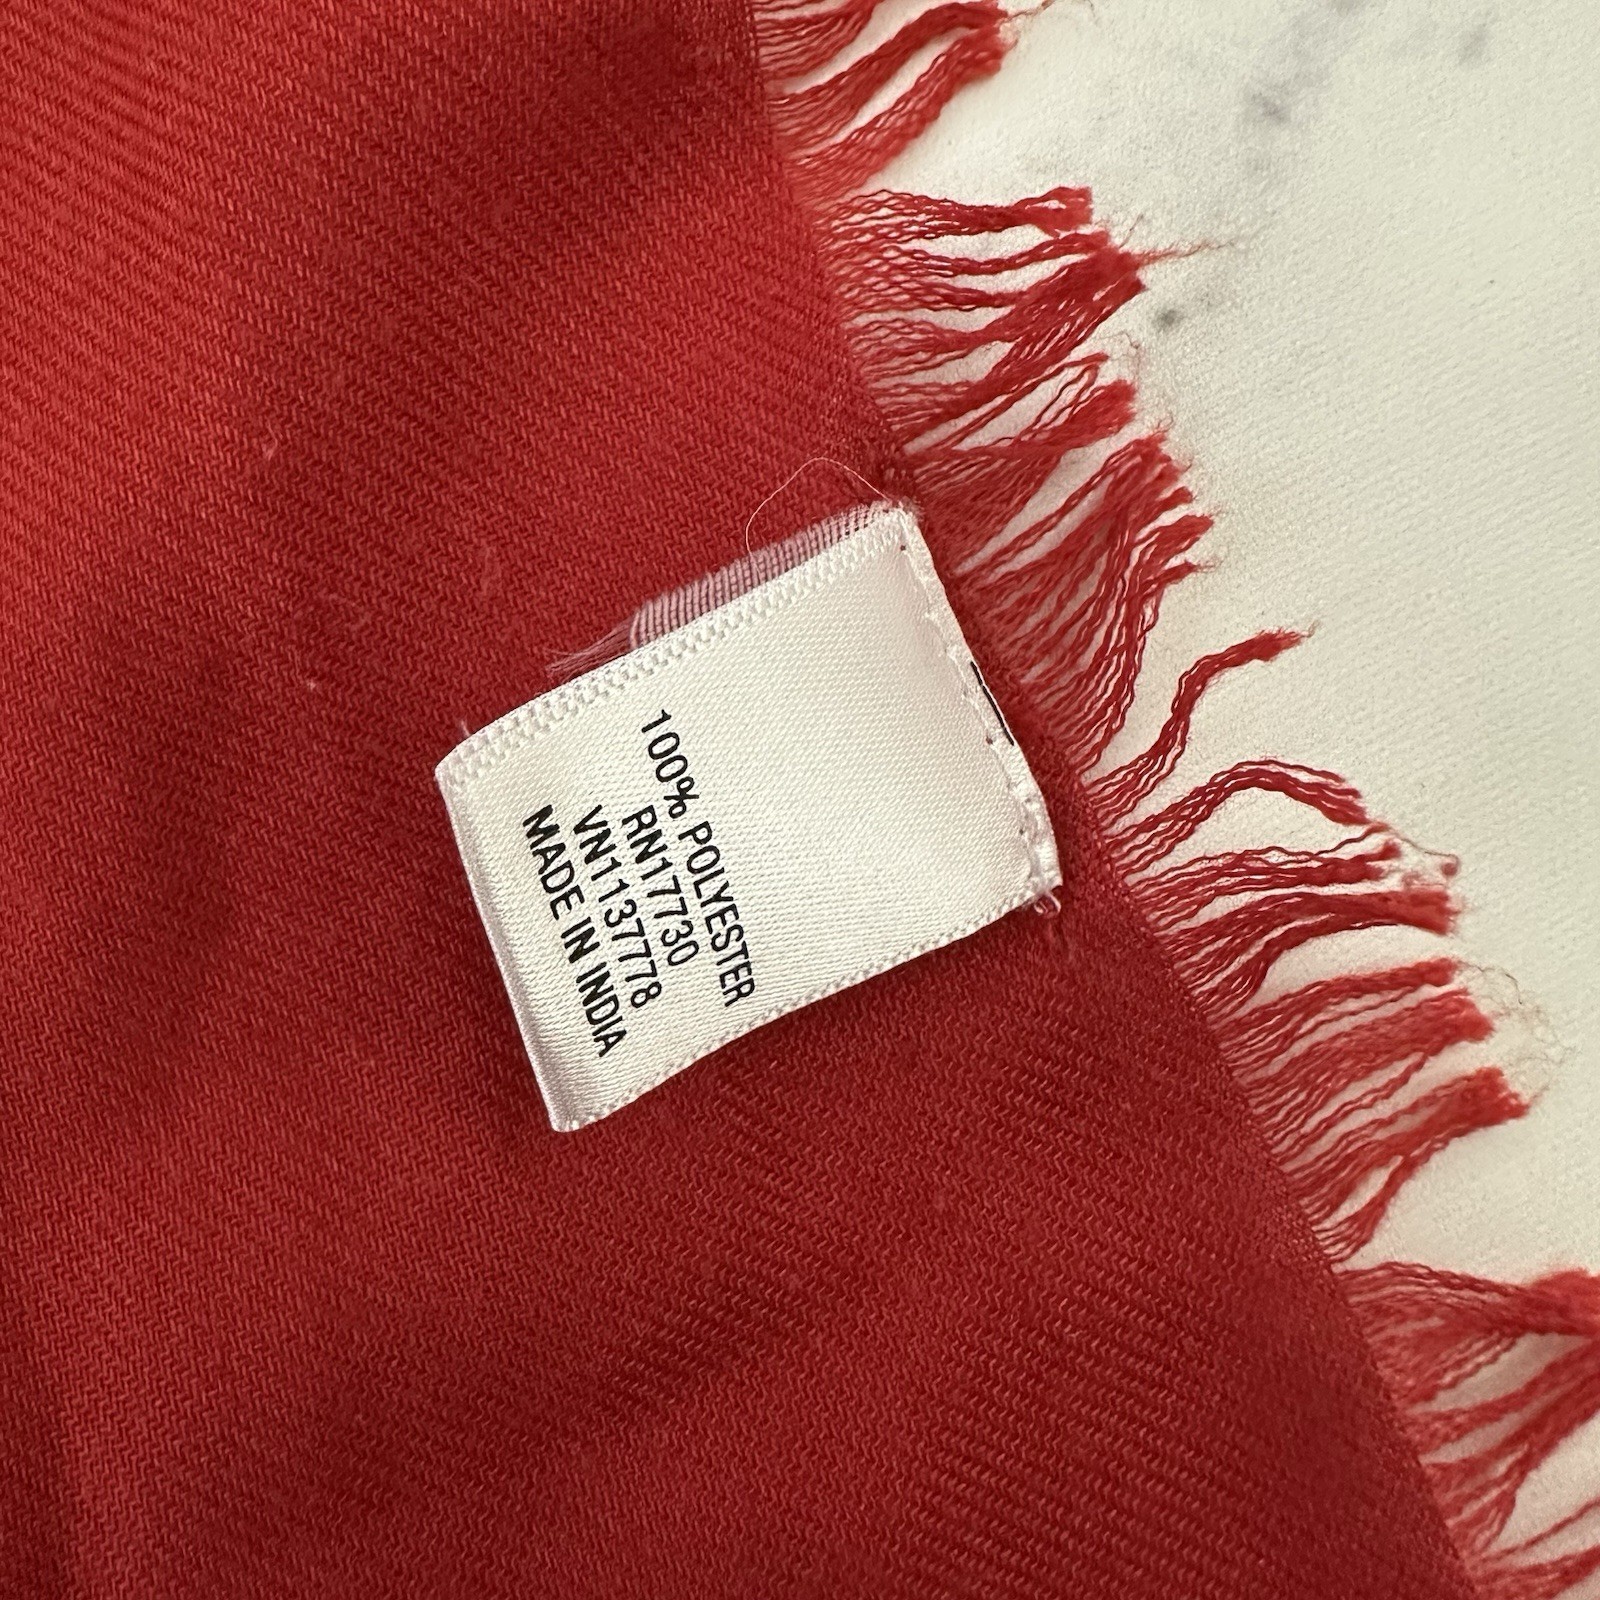 100% POLYESTER
RN17730
VN1137778
MADE IN INDIA